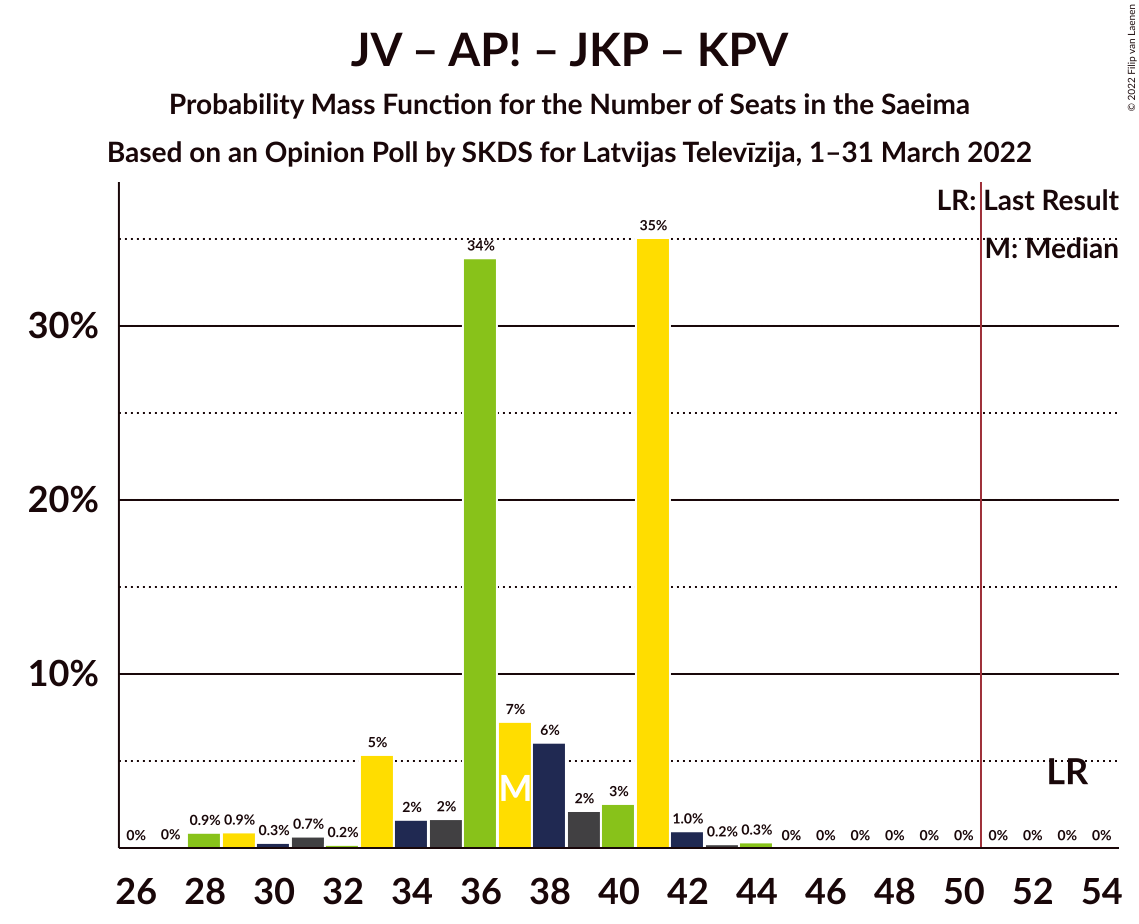 JV – AP! – JKP – KPV
Probability Mass Function for the Number of Seats in the Saeima
Based on an Opinion Poll by SKDS for Latvijas Televīzija, 1–31 March 2022
© 2022 Filip van Laenen
LR: Last Result
M: Median
30%
20%
10%
0% 0% 0.9% 0.9% 0.3% 0.7% 0.2% 5% 2% 2% 34% 7% 6% 2% 3% 35% 1.0% 0.2% 0.3% 0% 0% 0% 0% 0% 0% 0% 0% 0% 0%
M
LR
26 28 30 32 34 36 38 40 42 44 46 48 50 52 54